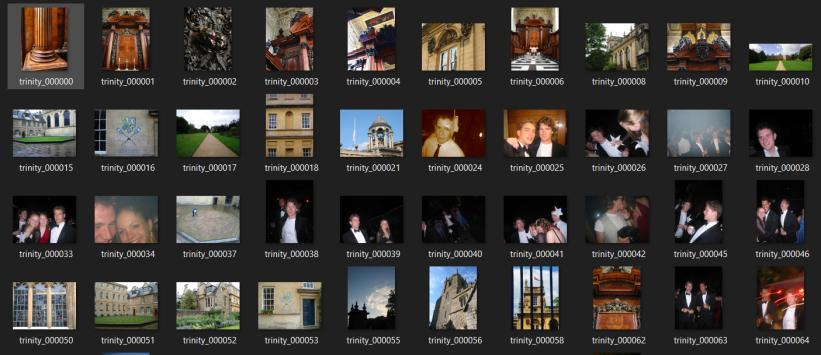 trinity_000000 trinity_000001 trinity_000002 trinity_000003 trinity_000004 trinity_000005 trinity_000006 trinity_000008 trinity_000009 trinity_000010
trinity_000015 trinity_000016 trinity_000017 trinity_000018 trinity_000021 trinity_000024 trinity_000025 trinity_000026 trinity_000027 trinity_000028
trinity_000033 trinity_000034 trinity_000037 trinity_000038 trinity_000039 trinity_000040 trinity_000041 trinity_000042 trinity_000045 trinity_000046
trinity_000050 trinity_000051 trinity_000052 trinity_000053 trinity_000055 trinity_000056 trinity_000058 trinity_000062 trinity_000063 trinity_000064